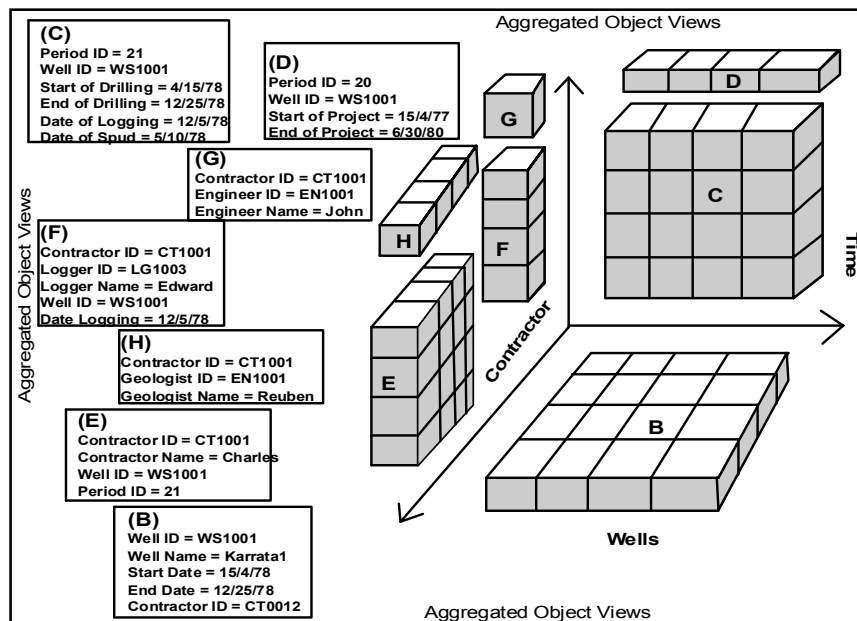 Aggregated Object Views
(C)
Period ID = 21
Well ID = WS1001
Start of Drilling = 4/15/78
End of Drilling = 12/25/78
Date of Logging = 12/5/78
Date of Spud = 5/10/78
(D)
Period ID = 20
Well ID = WS1001
Start of Project = 15/4/77
End of Project = 6/30/80
(G)
Contractor ID = CT1001
Engineer ID = EN1001
Engineer Name = John
(F)
Contractor ID = CT1001
Logger ID = LG1003
Logger Name = Edward
Well ID = WS1001
Date Logging = 12/5/78
(H)
Contractor ID = CT1001
Geologist ID = EN1001
Geologist Name = Reuben
(E)
Contractor ID = CT1001
Contractor Name = Charles
Well ID = WS1001
Period ID = 21
(B)
Well ID = WS1001
Well Name = Karrata1
Start Date = 15/4/78
End Date = 12/25/78
Contractor ID = CT0012
Aggregated Object Views
G
D
C
H
F
E
B
Time
Contractor
Wells
Aggregated Object Views